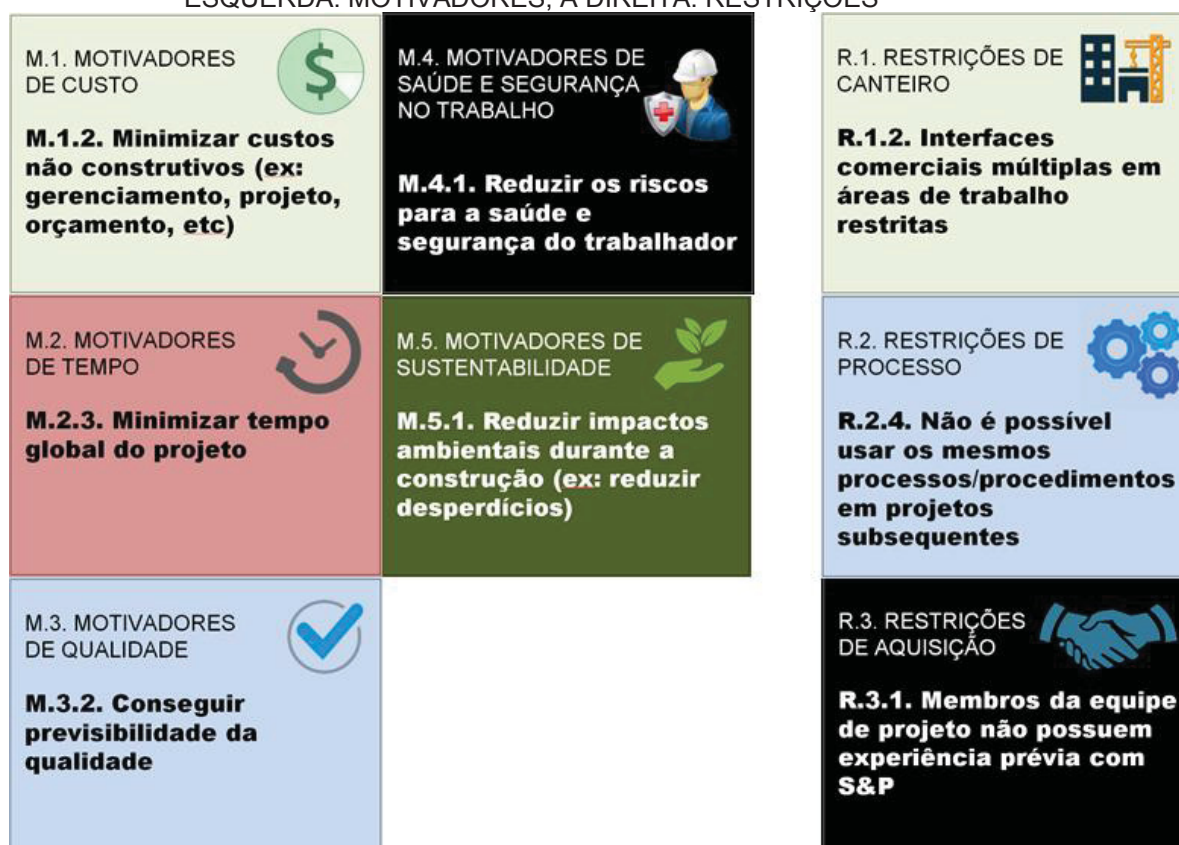 ESQUERDA: MOTIVADORES; À DIREITA: RESTRIÇÕES
M.1. MOTIVADORES
DE CUSTO
$
M.1.2. Minimizar custos
não construtivos (ex:
gerenciamento, projeto,
orçamento, etc)
M.4. MOTIVADORES DE
SAÚDE E SEGURANÇA
NO TRABALHO
M.4.1. Reduzir os riscos
para a saúde e
segurança do trabalhador
R.1. RESTRIÇÕES DE
CANTEIRO
R.1.2. Interfaces
comerciais múltiplas em
áreas de trabalho
restritas
M.2. MOTIVADORES
DE TEMPO
M.2.3. Minimizar tempo
global do projeto
M.5. MOTIVADORES DE
SUSTENTABILIDADE
M.5.1. Reduzir impactos
ambientais durante a
construção (ex: reduzir
desperdícios)
R.2. RESTRIÇÕES DE
PROCESSO
R.2.4. Não é possível
usar os mesmos
processos/procedimentos
em projetos
subsequentes
M.3. MOTIVADORES
DE QUALIDADE
M.3.2. Conseguir
previsibilidade da
qualidade
R.3. RESTRIÇÕES
DE AQUISIÇÃO
R.3.1. Membros da equipe
de projeto não possuem
experiência prévia com
S&P